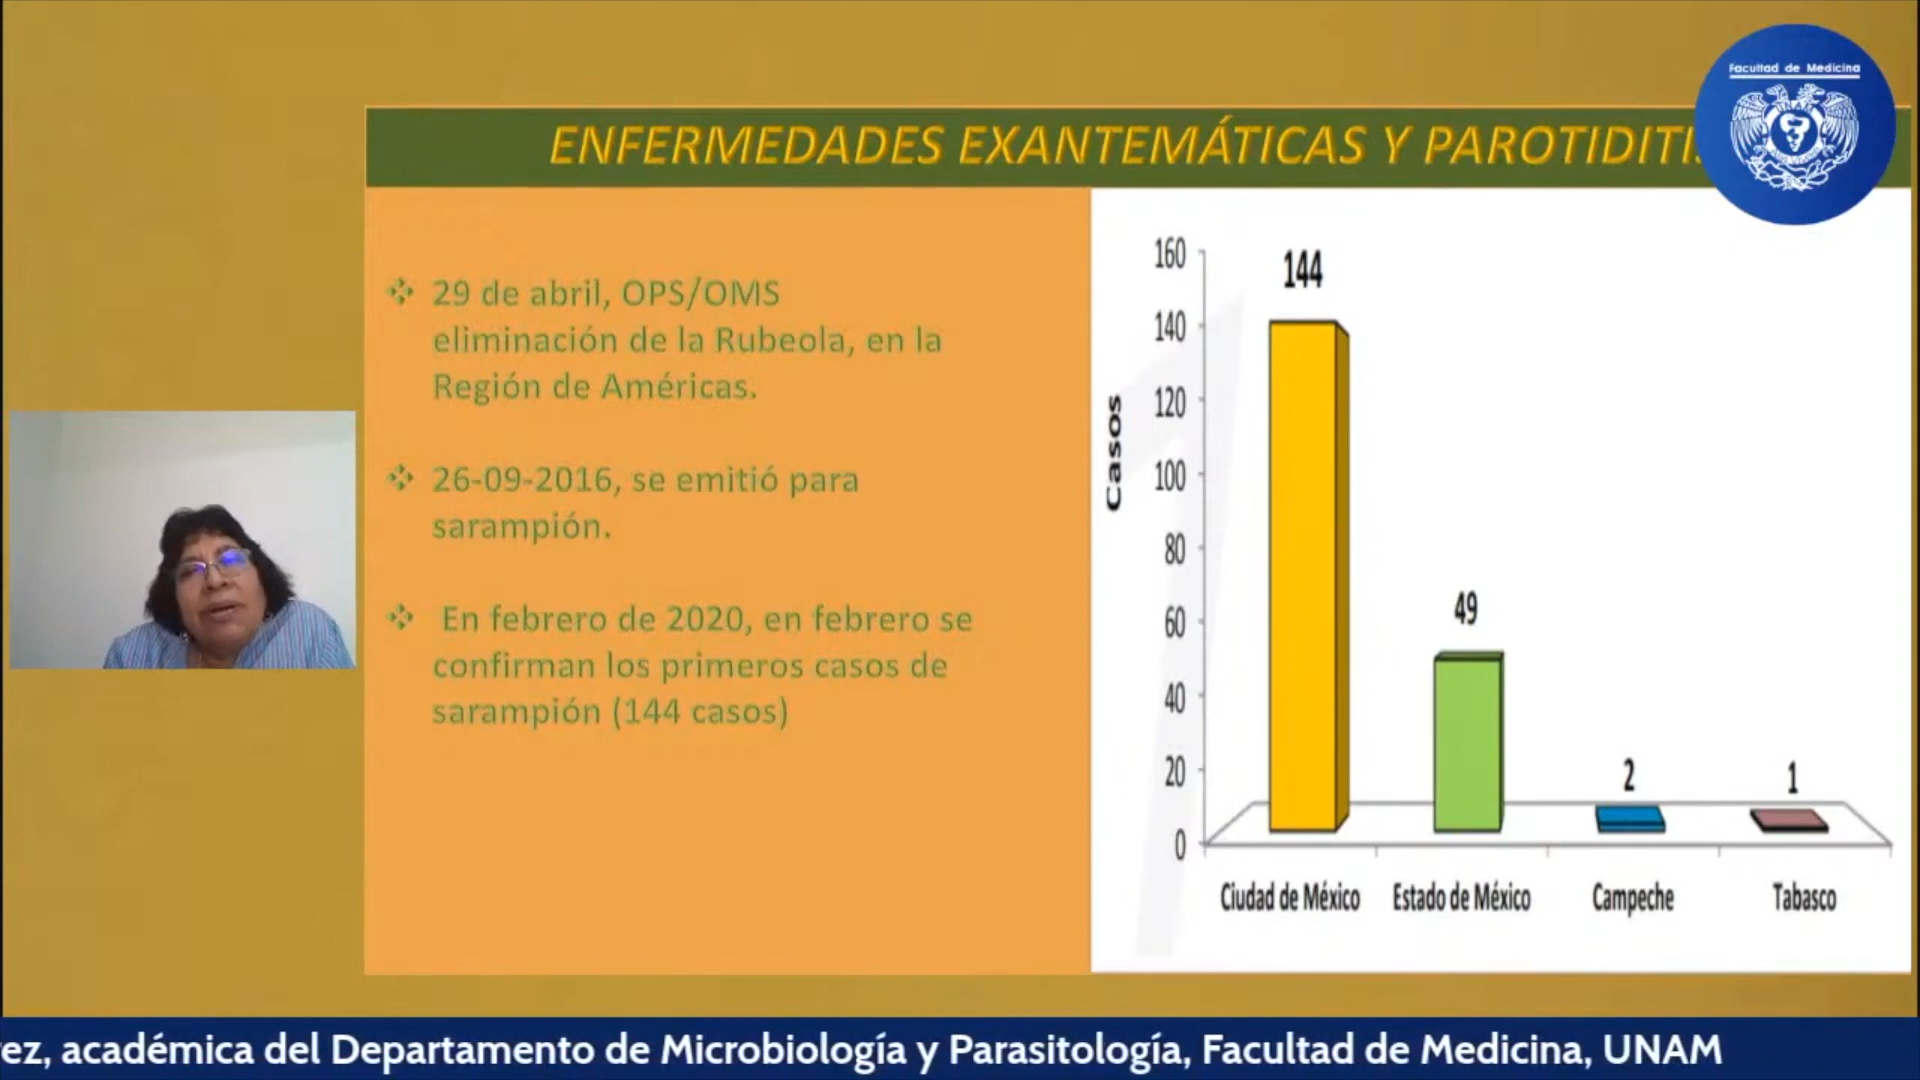 Facultad de Medicina
ENFERMEDADES EXANTEMÁTICAS Y PAROTIDITIS
29 de abril, OPS/OMS
eliminación de la Rubeola, en la
Región de Américas.
26-09-2016, se emitió para
sarampión.
En febrero de 2020, en febrero se
confirman los primeros casos de
sarampión (144 casos)
Casos
160
140
120
100
80
60
40
20
0
144
49
2
1
Ciudad de México
Estado de México
Campeche
Tabasco
ez, académica del Departamento de Microbiología y Parasitología, Facultad de Medicina, UNAM